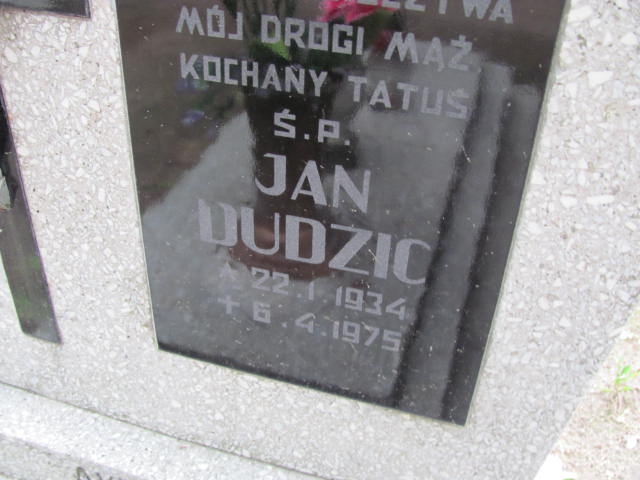 MÓJ DROGI MĄŻ
KOCHANY TATUŚ
Ś.P.
JAN
DUDZIC
22.1 1934
+ 6.4.1975